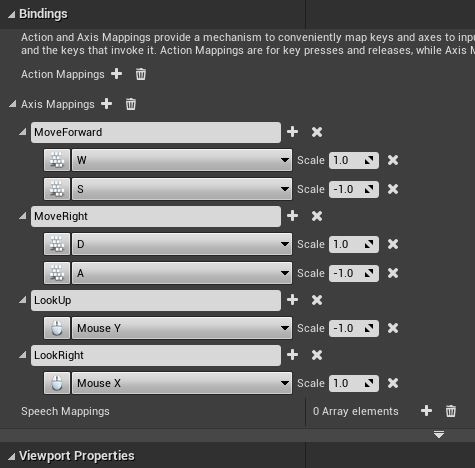 Bindings
Action and Axis Mappings provide a mechanism to conveniently map keys and axes to inpu
and the keys that invoke it. Action Mappings are for key presses and releases, while Axis M
Action Mappings
Axis Mappings
MoveForward
W Scale 1.0
S Scale -1.0
MoveRight
D Scale 1.0
A Scale -1.0
LookUp
Mouse Y Scale -1.0
LookRight
Mouse X Scale 1.0
Speech Mappings 0 Array elements
Viewport Properties